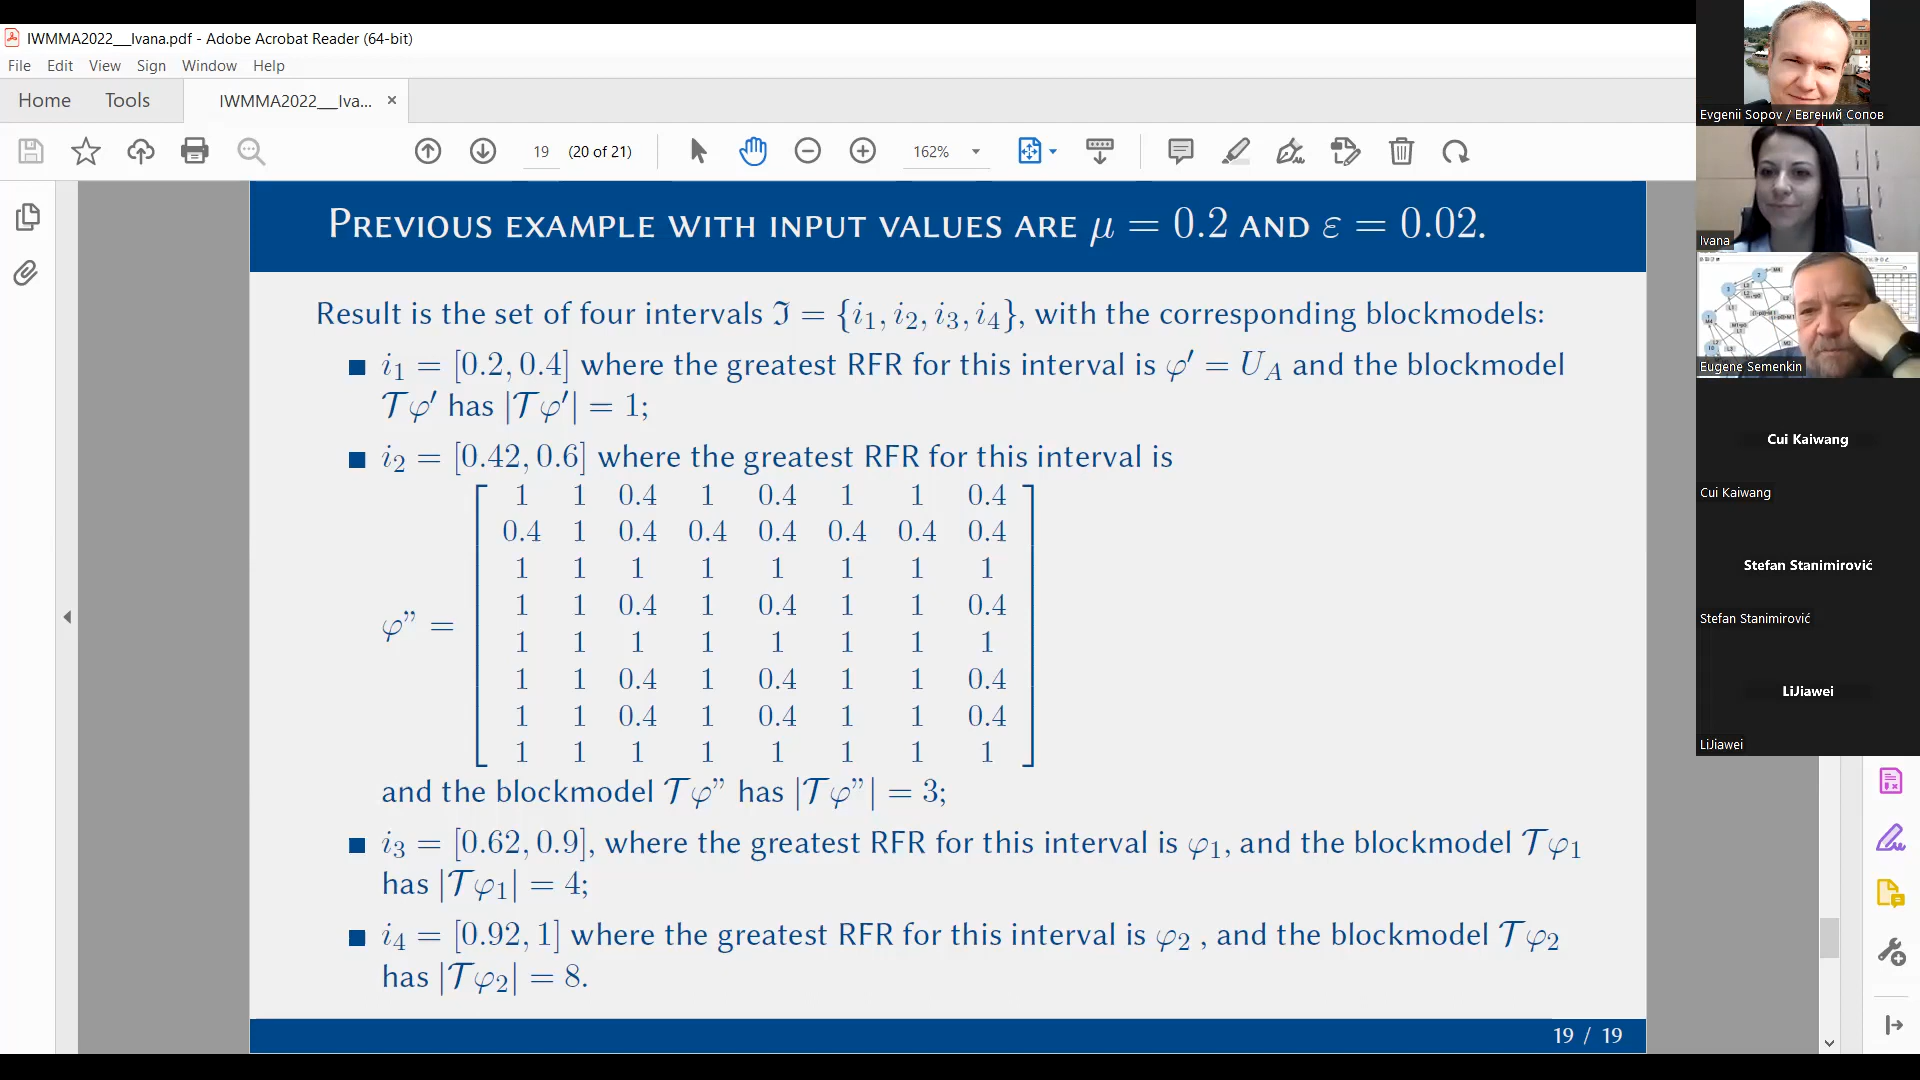 IWMMA2022__Ivana.pdf - Adobe Acrobat Reader (64-bit)
File Edit View Sign Window Help
Home Tools IWMMA2022__Iva... ×
19 (20 of 21) 162%
PREVIOUS EXAMPLE WITH INPUT VALUES ARE μ = 0.2 AND ε = 0.02.
Result is the set of four intervals ℑ = {i₁, i₂, i₃, i₄}, with the corresponding blockmodels:
■ i₁ = [0.2, 0.4] where the greatest RFR for this interval is φ′ = U_A and the blockmodel
𝒯φ′ has |𝒯φ′| = 1;
■ i₂ = [0.42, 0.6] where the greatest RFR for this interval is
φ” =
1 1 0.4 1 0.4 1 1 0.4
0.4 1 0.4 0.4 0.4 0.4 0.4 0.4
1 1 1 1 1 1 1 1
1 1 0.4 1 0.4 1 1 0.4
1 1 1 1 1 1 1 1
1 1 0.4 1 0.4 1 1 0.4
1 1 0.4 1 0.4 1 1 0.4
1 1 1 1 1 1 1 1
and the blockmodel 𝒯φ” has |𝒯φ”| = 3;
■ i₃ = [0.62, 0.9], where the greatest RFR for this interval is φ₁, and the blockmodel 𝒯φ₁
has |𝒯φ₁| = 4;
■ i₄ = [0.92, 1] where the greatest RFR for this interval is φ₂ , and the blockmodel 𝒯φ₂
has |𝒯φ₂| = 8.
19 / 19
Evgenii Sopov / Евгений Сопов
Ivana
Eugene Semenkin
Cui Kaiwang
Cui Kaiwang
Stefan Stanimirović
Stefan Stanimirović
LiJiawei
LiJiawei